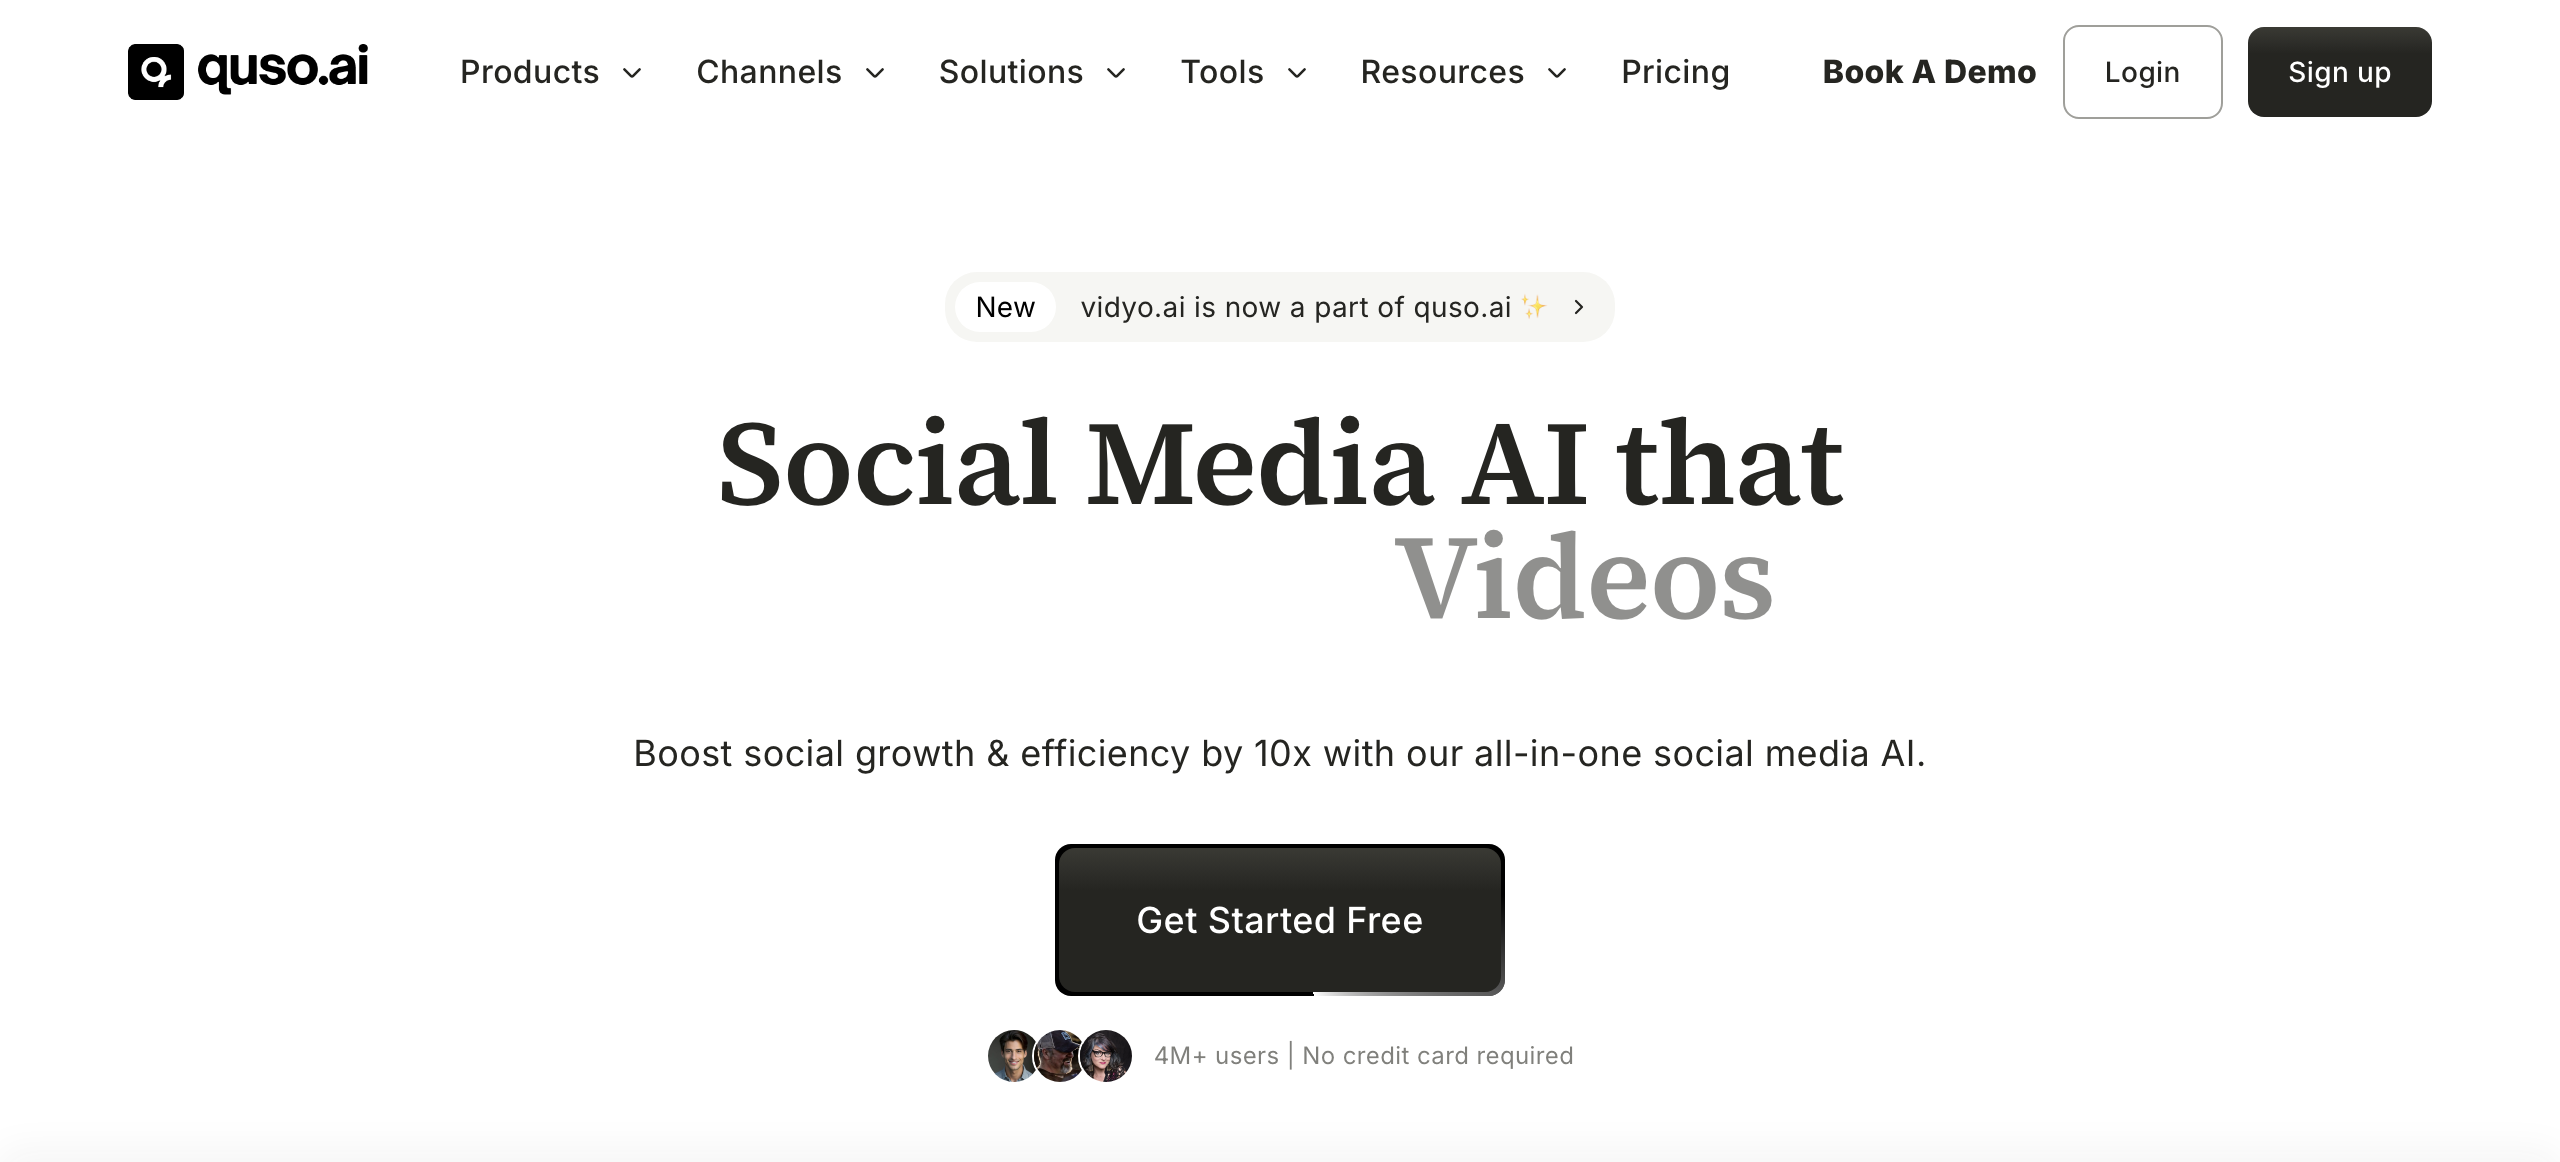 quso.ai
Products
Channels
Solutions
Tools
Resources
Pricing
Book A Demo
Login
Sign up
New
vidyo.ai is now a part of quso.ai ✨
Social Media AI that
Videos
Boost social growth & efficiency by 10x with our all-in-one social media AI.
Get Started Free
4M+ users | No credit card required